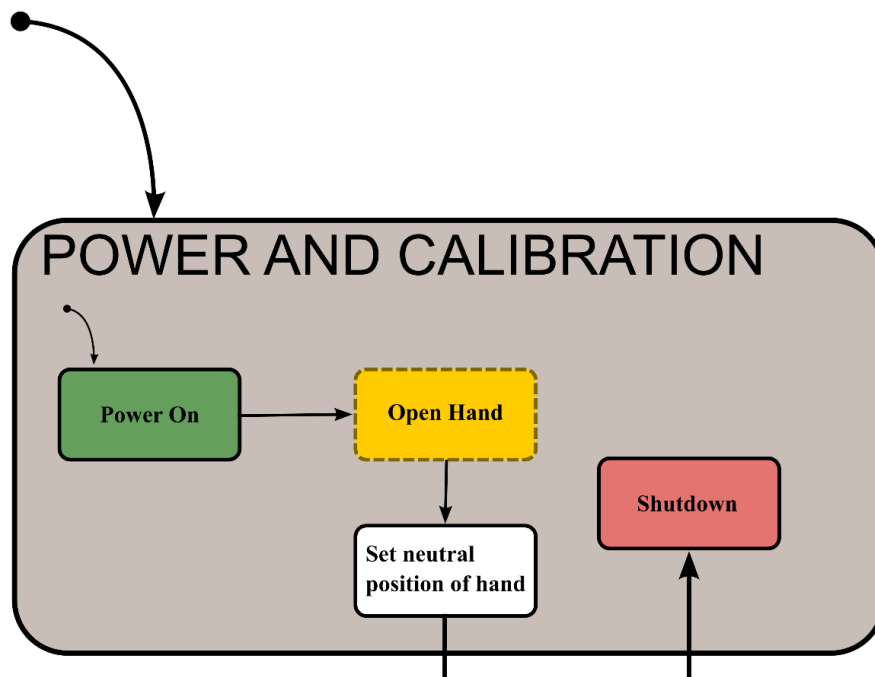 POWER AND CALIBRATION
Power On
Open Hand
Shutdown
Set neutral
position of hand